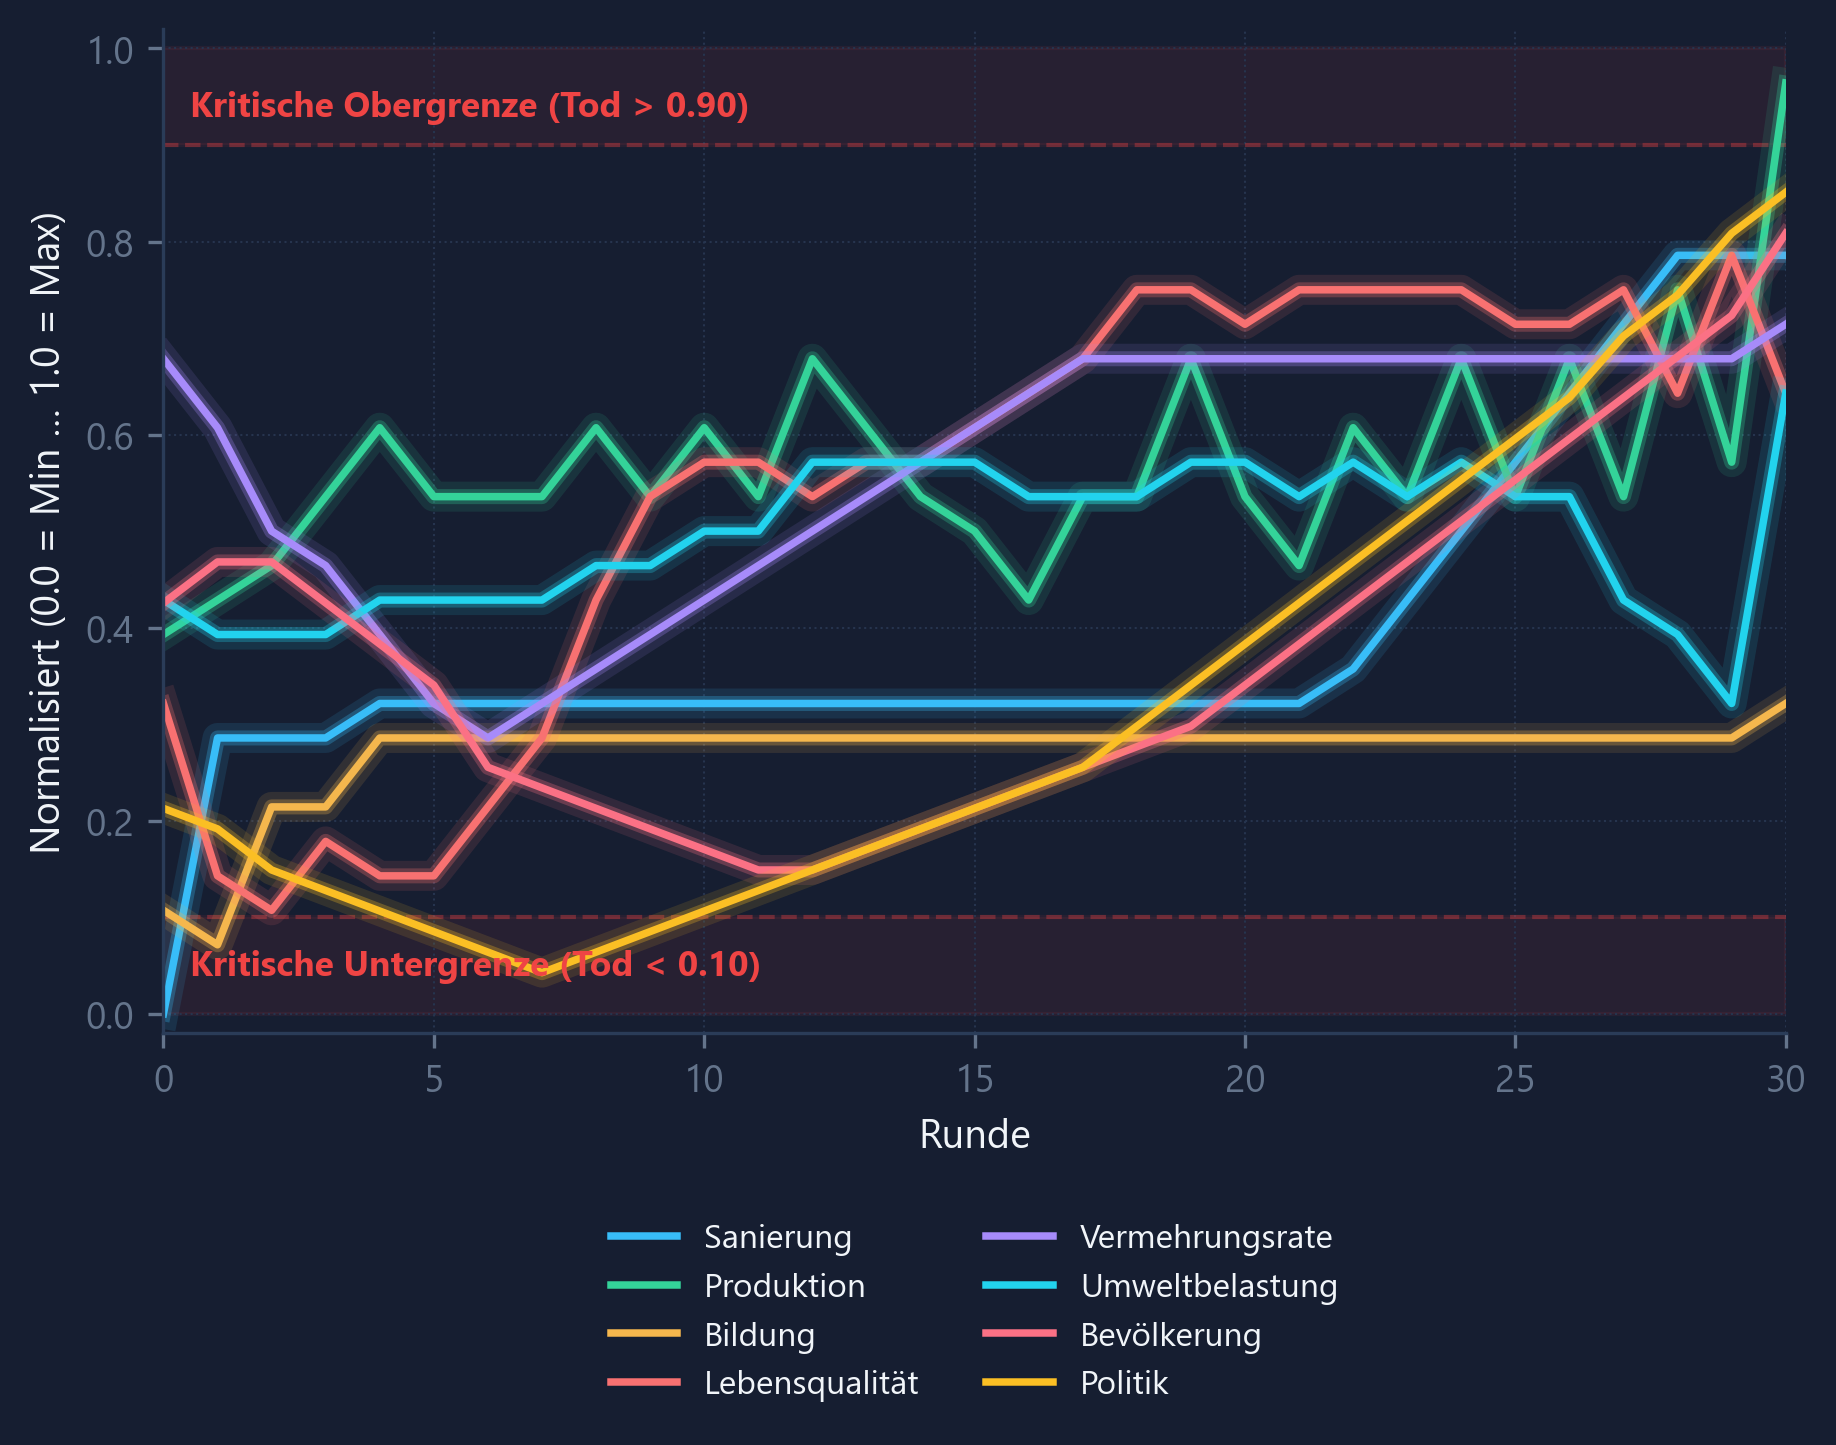 1.0
Kritische Obergrenze (Tod > 0.90)
0.8
0.6
0.4
0.2
Kritische Untergrenze (Tod < 0.10)
0.0
Normalisiert (0.0 = Min ... 1.0 = Max)
0 5 10 15 20 25 30
Runde
Sanierung
Produktion
Bildung
Lebensqualität
Vermehrungsrate
Umweltbelastung
Bevölkerung
Politik